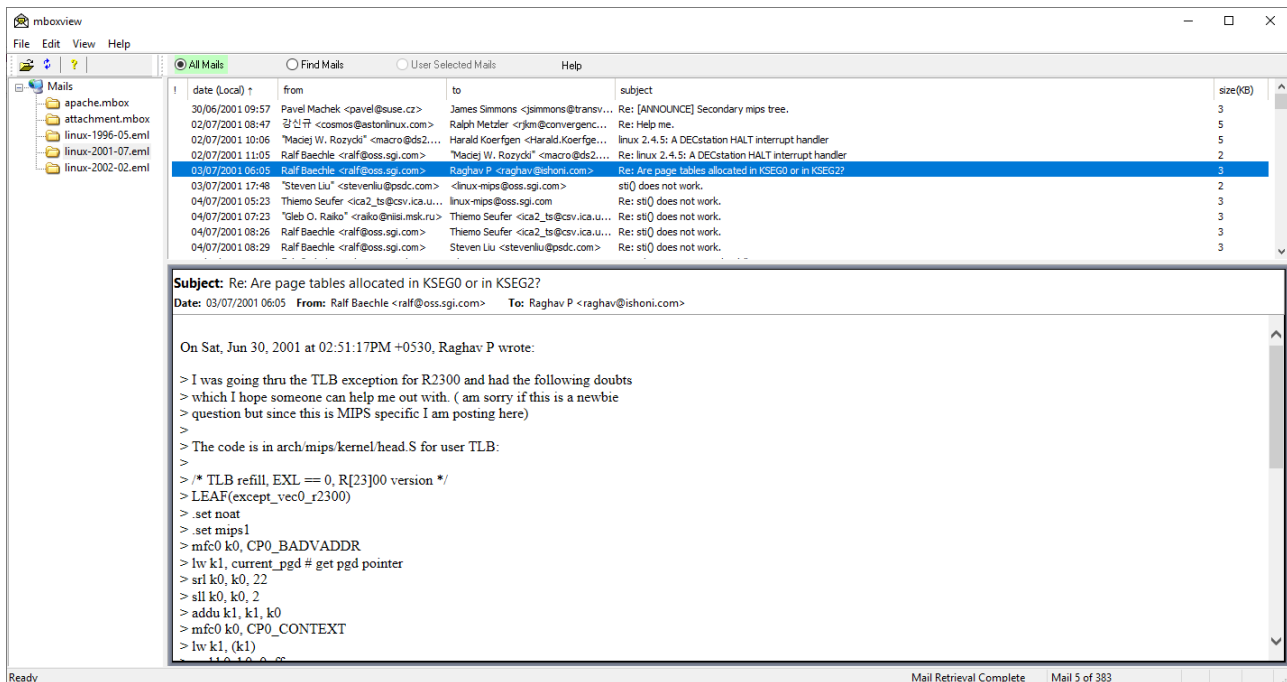 mboxview
File Edit View Help
All Mails Find Mails User Selected Mails Help
Mails
apache.mbox
attachment.mbox
linux-1996-05.eml
linux-2001-07.eml
linux-2002-02.eml
! date (Local) ↑ from to subject size(KB)
30/06/2001 09:57 Pavel Machek <pavel@suse.cz> James Simmons <jsimmons@transv... Re: [ANNOUNCE] Secondary mips tree. 3
02/07/2001 08:47 강신규 <cosmos@astonlinux.com> Ralph Metzler <rjkm@convergenc... Re: Help me. 5
02/07/2001 10:06 "Maciej W. Rozycki" <macro@ds2.... Harald Koerfgen <Harald.Koerfge... linux 2.4.5: A DECstation HALT interrupt handler 5
02/07/2001 11:05 Ralf Baechle <ralf@oss.sgi.com> "Maciej W. Rozycki" <macro@ds2.... Re: linux 2.4.5: A DECstation HALT interrupt handler 2
03/07/2001 06:05 Ralf Baechle <ralf@oss.sgi.com> Raghav P <raghav@ishoni.com> Re: Are page tables allocated in KSEG0 or in KSEG2? 3
03/07/2001 17:48 "Steven Liu" <stevenliu@psdc.com> <linux-mips@oss.sgi.com> sti() does not work. 2
04/07/2001 05:23 Thiemo Seufer <ica2_ts@csv.ica.u... linux-mips@oss.sgi.com Re: sti() does not work. 3
04/07/2001 07:23 "Gleb O. Raiko" <raiko@niisi.msk.ru> Thiemo Seufer <ica2_ts@csv.ica.u... Re: sti() does not work. 3
04/07/2001 08:26 Ralf Baechle <ralf@oss.sgi.com> Thiemo Seufer <ica2_ts@csv.ica.u... Re: sti() does not work. 3
04/07/2001 08:29 Ralf Baechle <ralf@oss.sgi.com> Steven Liu <stevenliu@psdc.com> Re: sti() does not work. 3
Subject: Re: Are page tables allocated in KSEG0 or in KSEG2?
Date: 03/07/2001 06:05 From: Ralf Baechle <ralf@oss.sgi.com> To: Raghav P <raghav@ishoni.com>
On Sat, Jun 30, 2001 at 02:51:17PM +0530, Raghav P wrote:
> I was going thru the TLB exception for R2300 and had the following doubts
> which I hope someone can help me out with. ( am sorry if this is a newbie
> question but since this is MIPS specific I am posting here)
>
> The code is in arch/mips/kernel/head.S for user TLB:
>
> /* TLB refill, EXL == 0, R[23]00 version */
> LEAF(except_vec0_r2300)
> .set noat
> .set mips1
> mfc0 k0, CP0_BADVADDR
> lw k1, current_pgd # get pgd pointer
> srl k0, k0, 22
> sll k0, k0, 2
> addu k1, k1, k0
> mfc0 k0, CP0_CONTEXT
> lw k1, (k1)
Ready Mail Retrieval Complete Mail 5 of 383